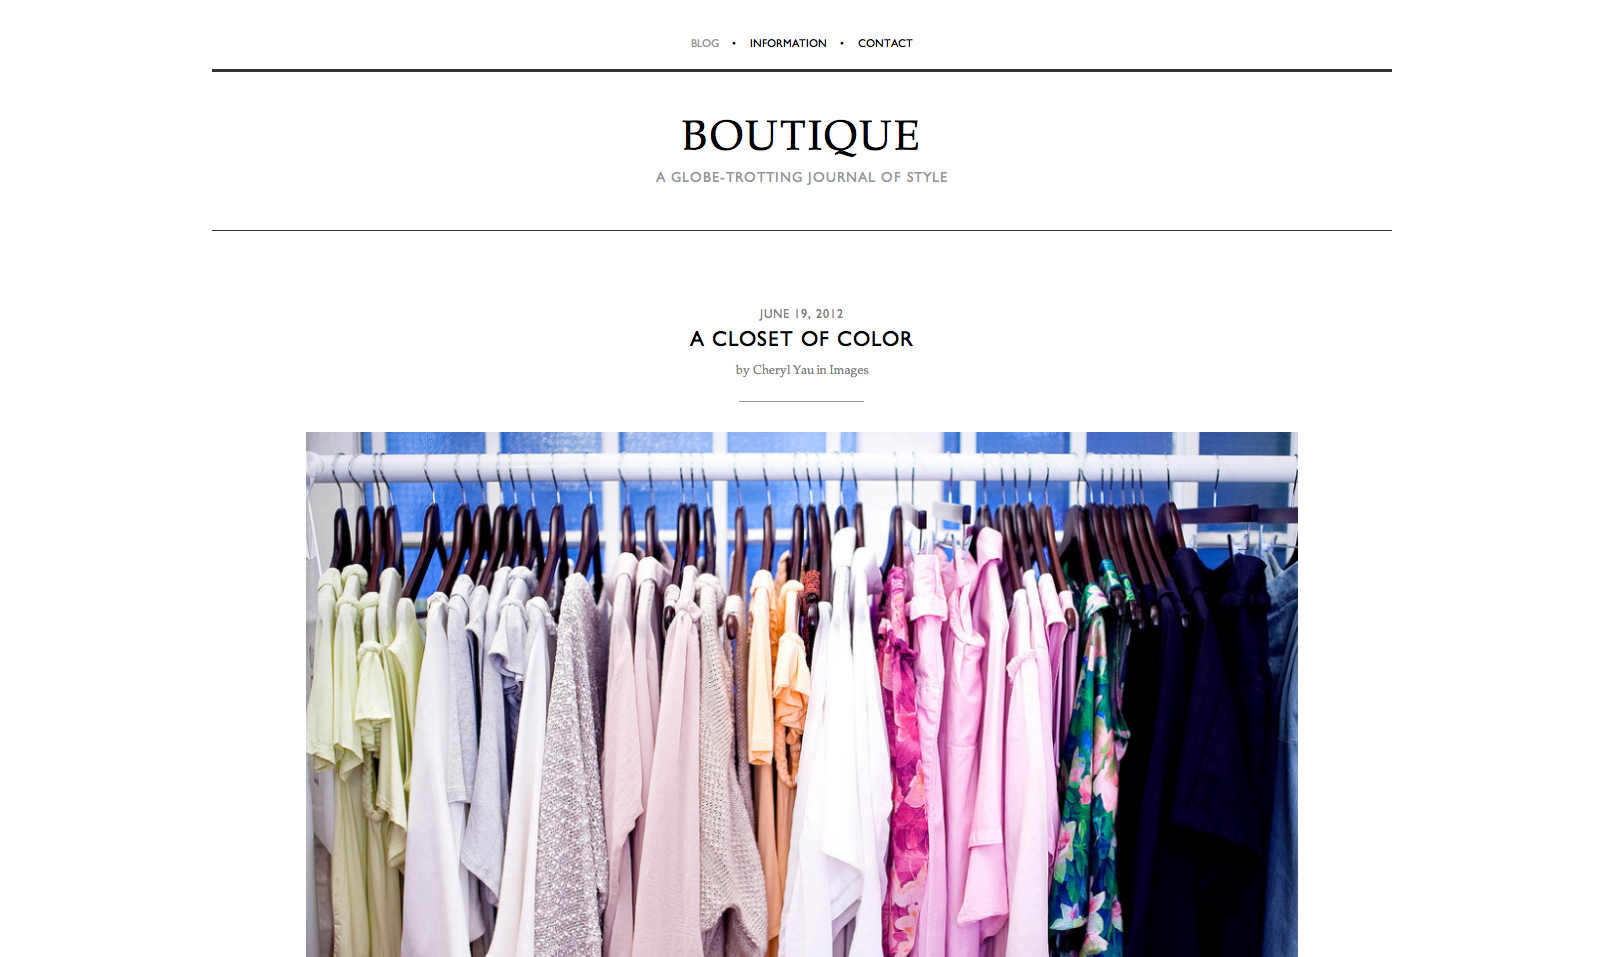 BLOG • INFORMATION • CONTACT
BOUTIQUE
A GLOBE-TROTTING JOURNAL OF STYLE
JUNE 19, 2012
A CLOSET OF COLOR
by Cheryl Yau in Images